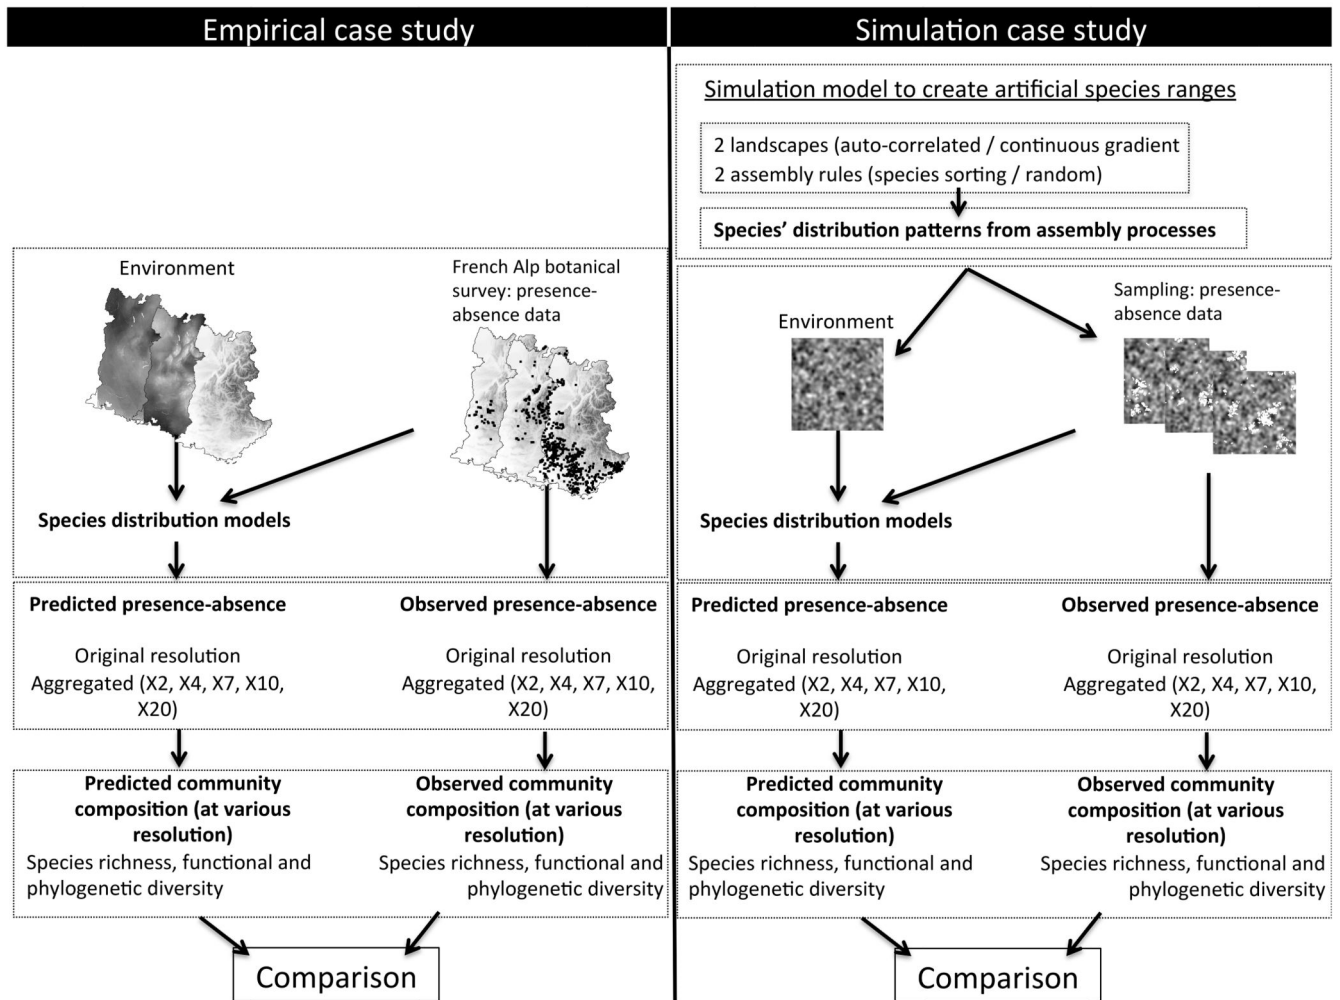 Empirical case study
Environment
French Alp botanical
survey: presence-
absence data
Species distribution models
Predicted presence-absence
Original resolution
Aggregated (X2, X4, X7, X10,
X20)
Observed presence-absence
Original resolution
Aggregated (X2, X4, X7, X10,
X20)
Predicted community
composition (at various
resolution)
Species richness, functional and
phylogenetic diversity
Observed community
composition (at various
resolution)
Species richness, functional and
phylogenetic diversity
Comparison
Simulation case study
Simulation model to create artificial species ranges
2 landscapes (auto-correlated / continuous gradient
2 assembly rules (species sorting / random)
Species' distribution patterns from assembly processes
Environment
Sampling: presence-
absence data
Species distribution models
Predicted presence-absence
Original resolution
Aggregated (X2, X4, X7, X10,
X20)
Observed presence-absence
Original resolution
Aggregated (X2, X4, X7, X10,
X20)
Predicted community
composition (at various
resolution)
Species richness, functional and
phylogenetic diversity
Observed community
composition (at various
resolution)
Species richness, functional and
phylogenetic diversity
Comparison